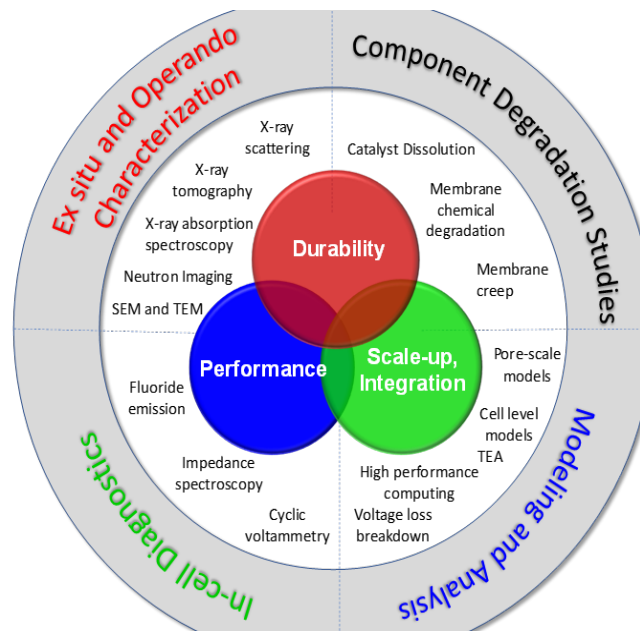 Ex situ and Operando
Characterization
Component Degradation Studies
X-ray
scattering
X-ray
tomography
X-ray absorption
spectroscopy
Neutron Imaging
SEM and TEM
Catalyst Dissolution
Membrane
chemical
degradation
Membrane
creep
Durability
Performance
Scale-up,
Integration
Fluoride
emission
Impedance
spectroscopy
Cyclic
voltammetry
Pore-scale
models
Cell level
models
TEA
High performance
computing
Voltage loss
breakdown
In-cell Diagnostics
Modeling and Analysis